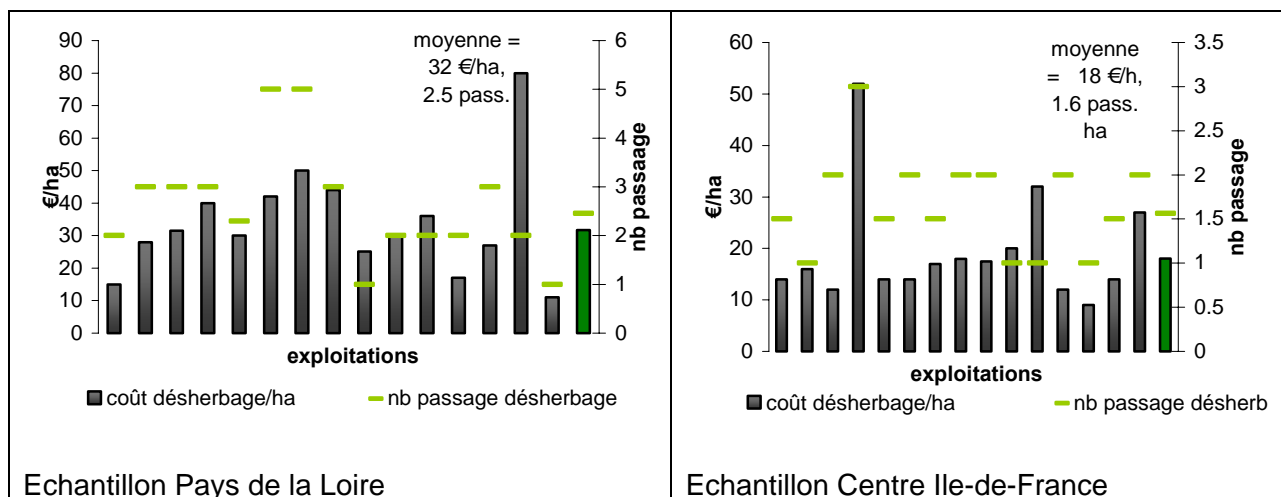 90
80
70
60
50
40
30
20
10
0
€/ha
moyenne =
32 €/ha,
2.5 pass.
6
5
4
3
2
1
0
nb passaage
exploitations
coût désherbage/ha
nb passage désherbage
Echantillon Pays de la Loire
60
50
40
30
20
10
0
€/ha
moyenne
= 18 €/h,
1.6 pass.
ha
3.5
3
2.5
2
1.5
1
0.5
0
nb passage
exploitations
coût désherbage/ha
nb passage désherb
Echantillon Centre Ile-de-France